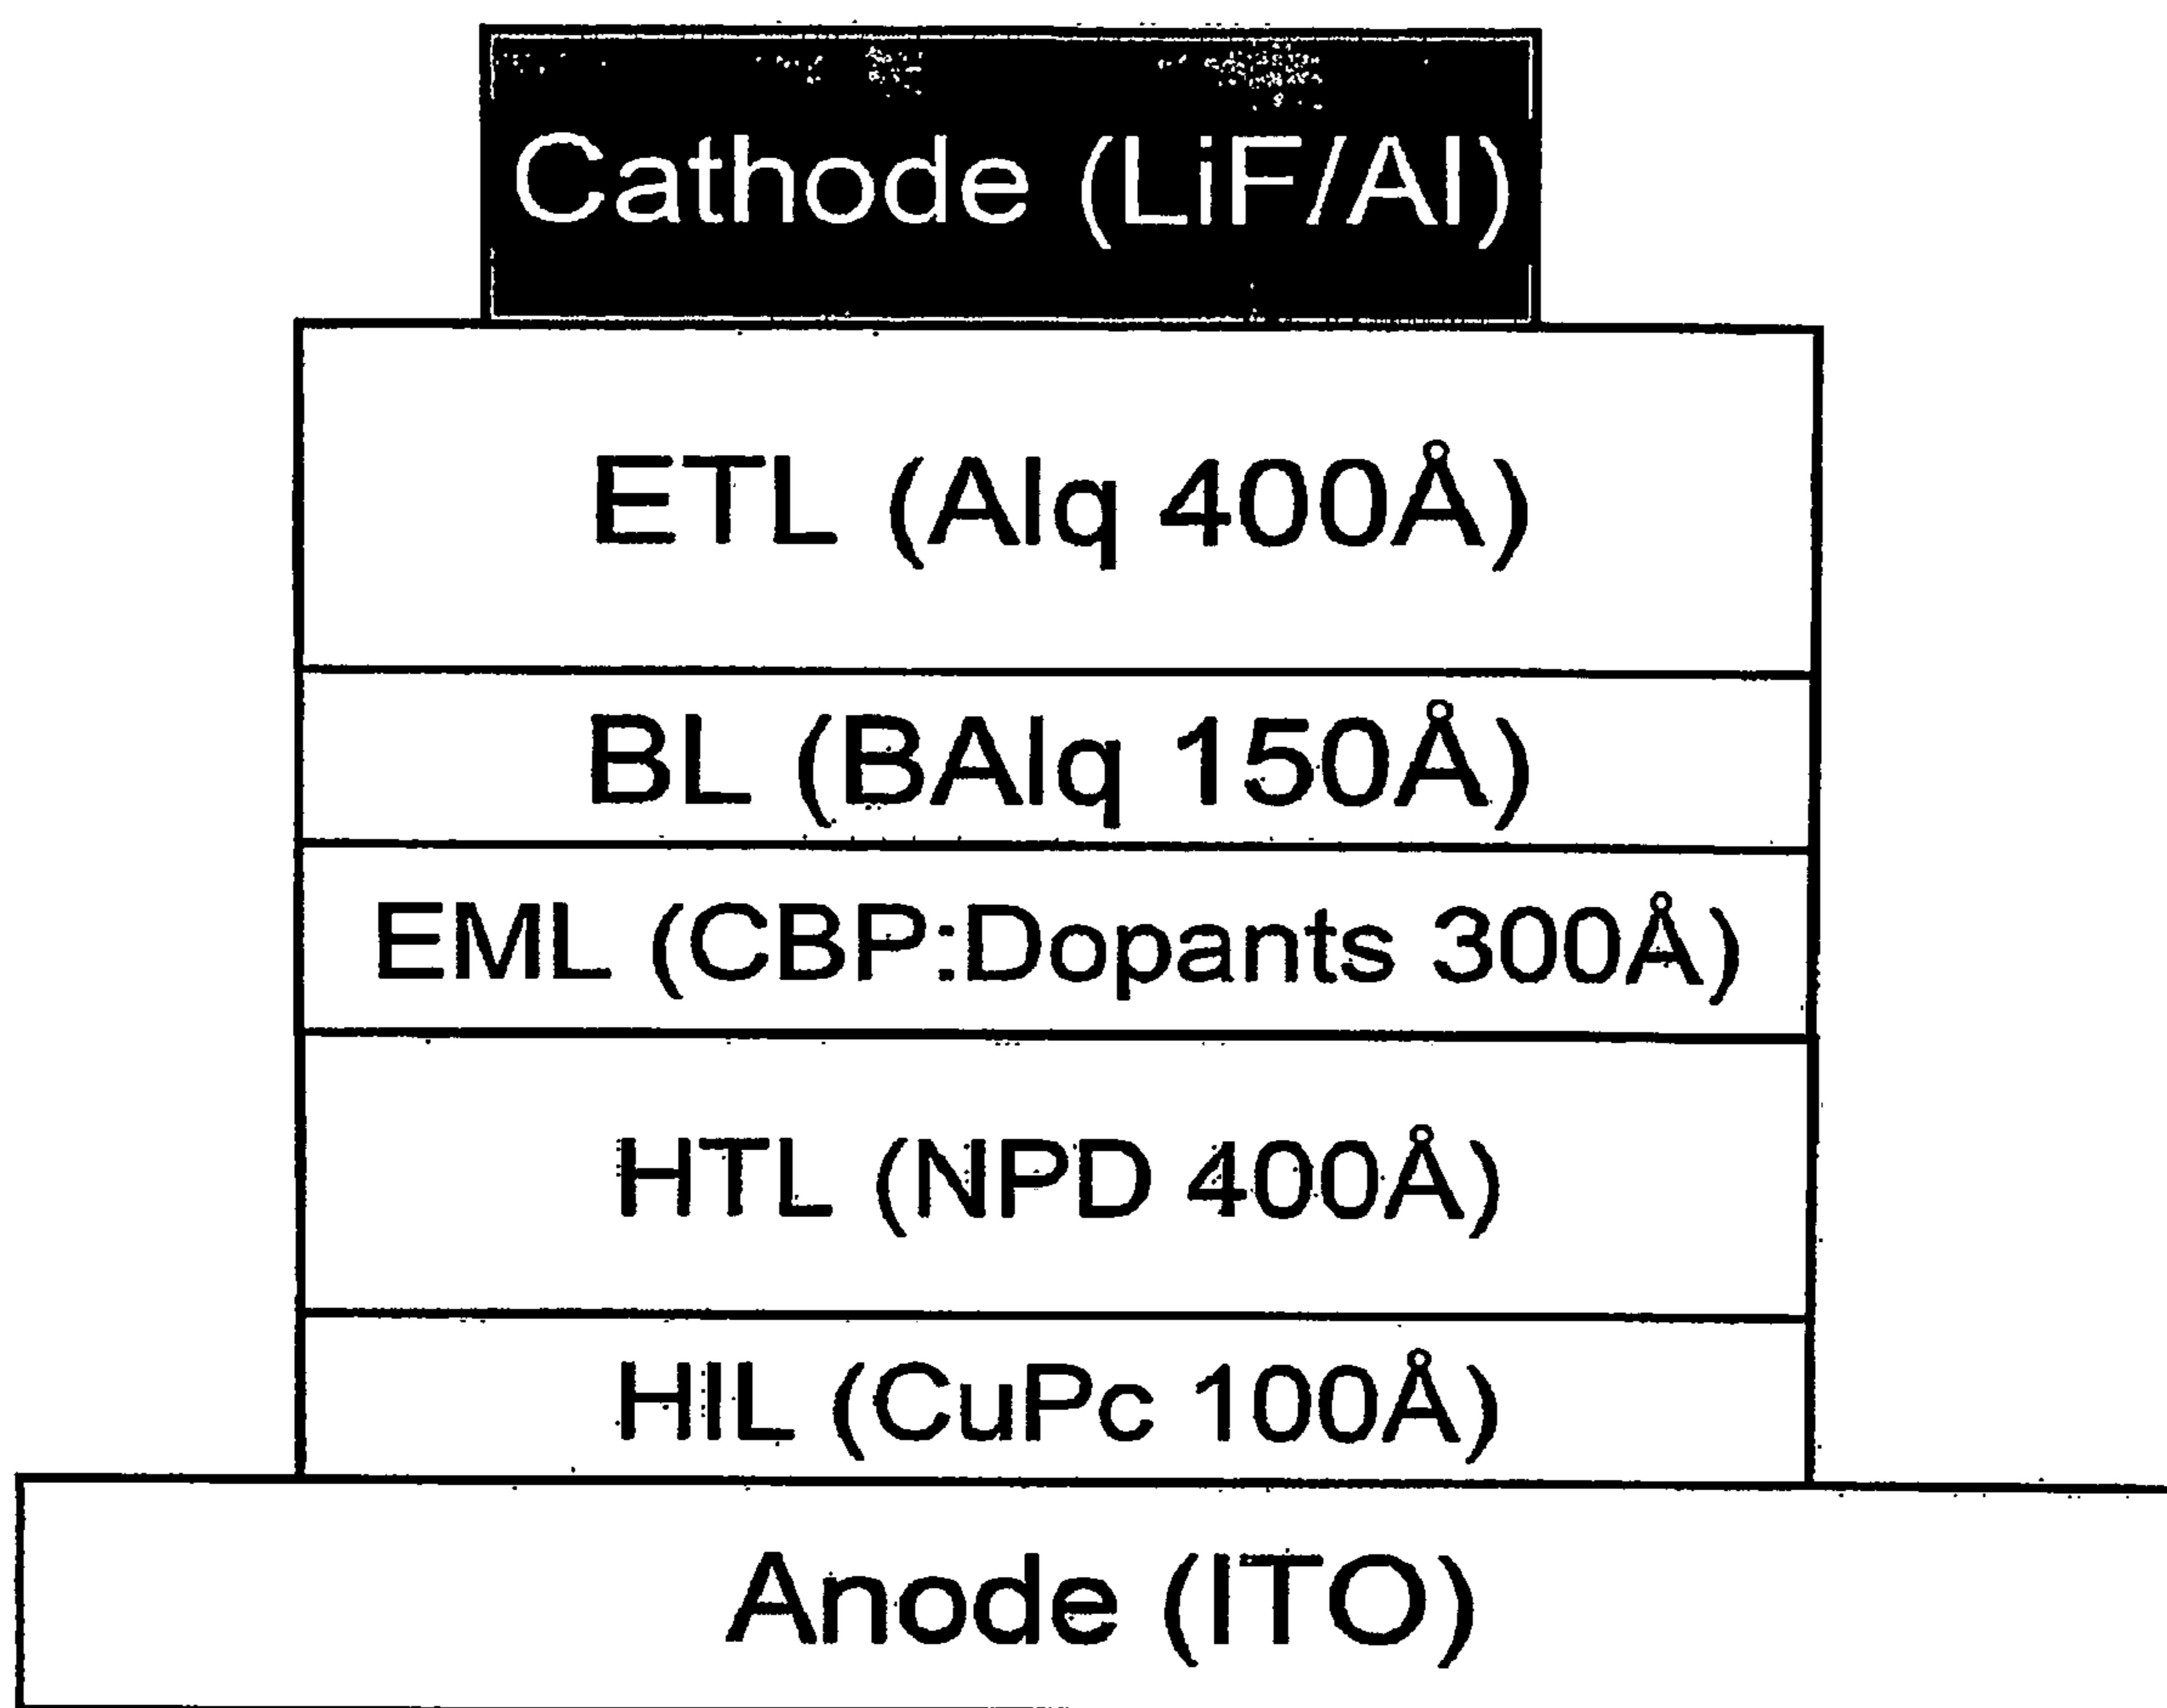 Cathode (LiF/Al)
ETL (Alq 400Å)
BL (BAlq 150Å)
EML (CBP:Dopants 300Å)
HTL (NPD 400Å)
HIL (CuPc 100Å)
Anode (ITO)